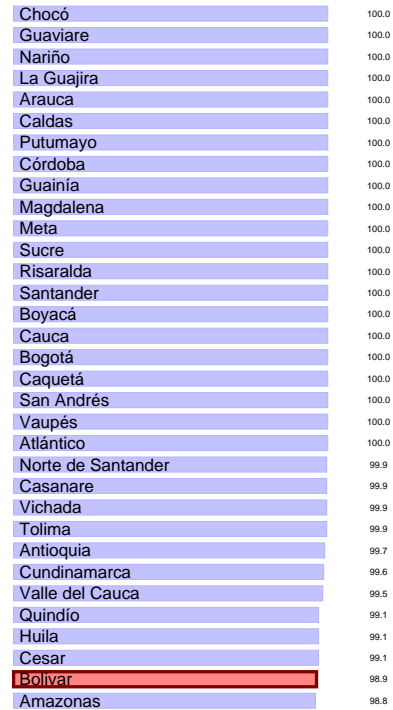 Chocó 100.0
Guaviare 100.0
Nariño 100.0
La Guajira 100.0
Arauca 100.0
Caldas 100.0
Putumayo 100.0
Córdoba 100.0
Guainía 100.0
Magdalena 100.0
Meta 100.0
Sucre 100.0
Risaralda 100.0
Santander 100.0
Boyacá 100.0
Cauca 100.0
Bogotá 100.0
Caquetá 100.0
San Andrés 100.0
Vaupés 100.0
Atlántico 100.0
Norte de Santander 99.9
Casanare 99.9
Vichada 99.9
Tolima 99.9
Antioquia 99.7
Cundinamarca 99.6
Valle del Cauca 99.5
Quindío 99.1
Huila 99.1
Cesar 99.1
Bolivar 98.9
Amazonas 98.8